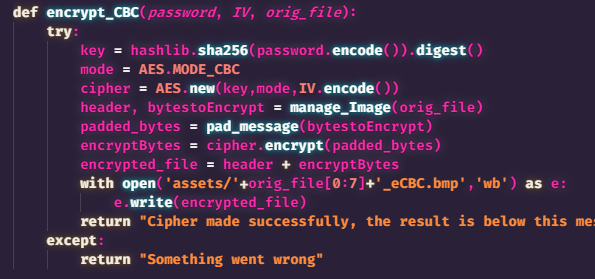 def encrypt_CBC(password, IV, orig_file):
try:
key = hashlib.sha256(password.encode()).digest()
mode = AES.MODE_CBC
cipher = AES.new(key,mode,IV.encode())
header, bytestoEncrypt = manage_Image(orig_file)
padded_bytes = pad_message(bytestoEncrypt)
encryptBytes = cipher.encrypt(padded_bytes)
encrypted_file = header + encryptBytes
with open('assets/'+orig_file[0:7]+'_eCBC.bmp','wb') as e:
e.write(encrypted_file)
return "Cipher made successfully, the result is below this mes
except:
return "Something went wrong"